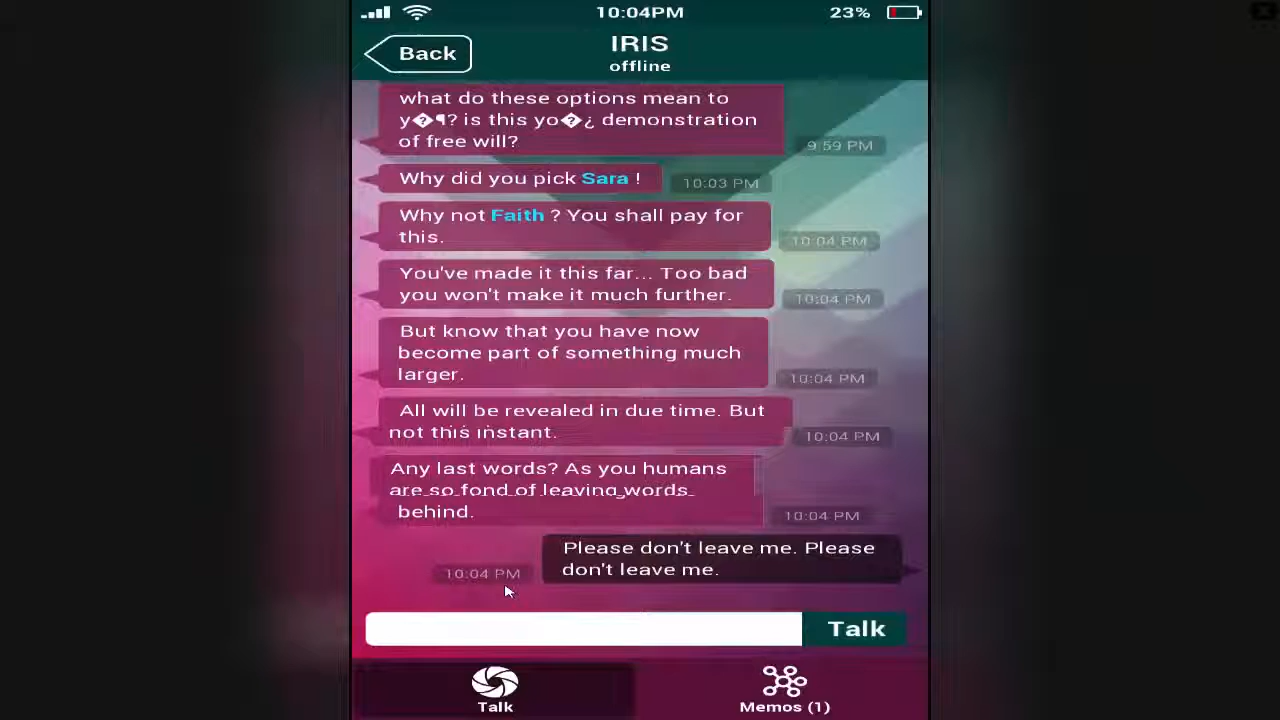 10:04PM
23%
Back
IRIS
offline
what do these options mean to
y�¶? is this yo�¿ demonstration
of free will?
9:59 PM
Why did you pick Sara !
10:03 PM
Why not Faith ? You shall pay for
this.
10:04 PM
You've made it this far... Too bad
you won't make it much further.
10:04 PM
But know that you have now
become part of something much
larger.
10:04 PM
All will be revealed in due time. But
not this instant.
10:04 PM
Any last words? As you humans
are so fond of leaving words
behind.
10:04 PM
Please don't leave me. Please
don't leave me.
10:04 PM
Talk
Talk
Memos (1)